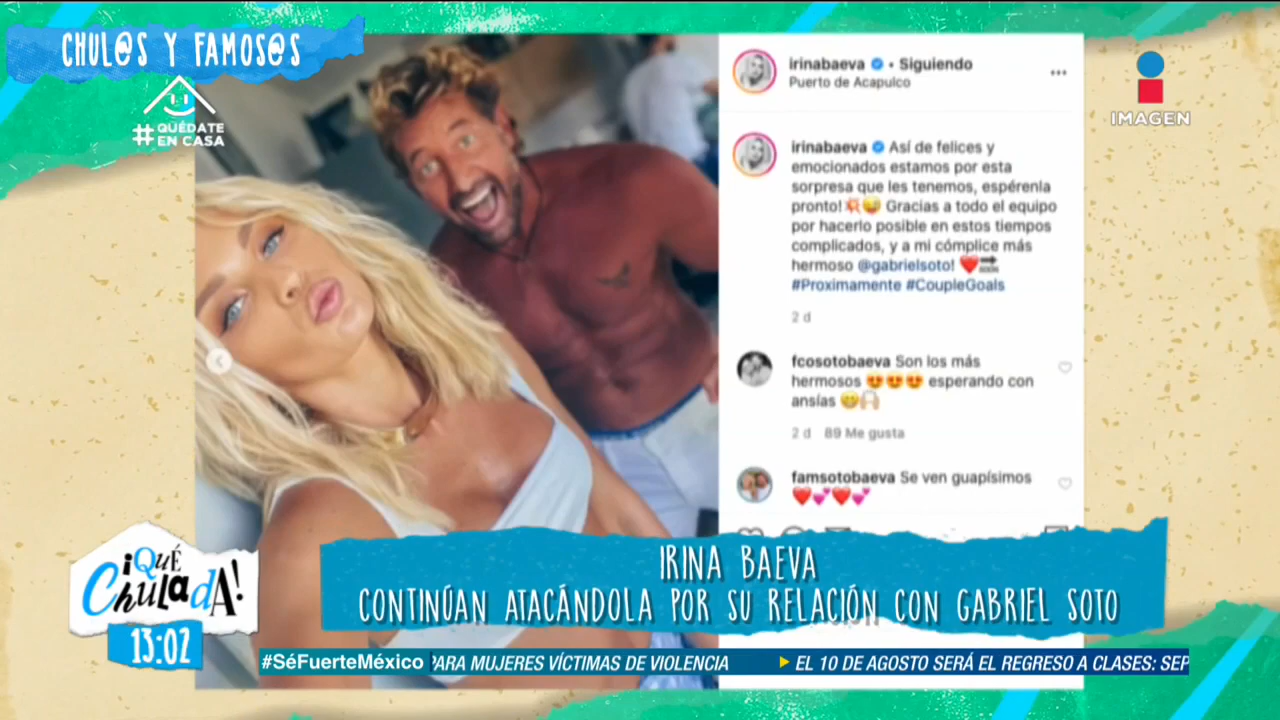 CHUL@S Y FAMOS@S
#QUÉDATE
EN CASA
irinabaeva • Siguiendo
Puerto de Acapulco
IMAGEN
irinabaeva Así de felices y
emocionados estamos por esta
sorpresa que les tenemos, espérenla
pronto!💥😜 Gracias a todo el equipo
por hacerlo posible en estos tiempos
complicados, y a mi cómplice más
hermoso @gabrielsoto! ❤️🔜
#Proximamente #CoupleGoals
2 d
fcosotobaeva Son los más
hermosos 😍😍😍 esperando con
ansías 😁🙌🏻
2 d 89 Me gusta
famsotobaeva Se ven guapísimos
❤️💕❤️💕
IRINA BAEVA
CONTINÚAN ATACÁNDOLA POR SU RELACIÓN CON GABRIEL SOTO
¡QUÉ
ChuladA!
13:02
#SéFuerteMéxico PARA MUJERES VÍCTIMAS DE VIOLENCIA ▶ EL 10 DE AGOSTO SERÁ EL REGRESO A CLASES: SEP